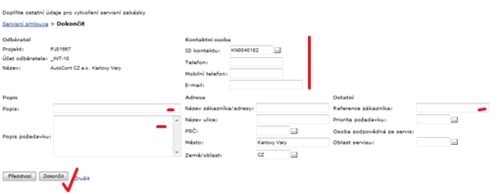 Doplňte ostatní údaje pro vytvoření servisní zakázky
Servisní smlouva > Dokončit
Odběratel
Projekt: PJ01667
Účet odběratele: _INT-10
Název: AutoCont CZ a.s. Karlovy Vary
Kontaktní osoba
ID kontaktu: KN0040182
Telefon:
Mobilní telefon:
E-mail:
Popis
Popis:
Popis požadavku:
Adresa
Název zákazníka/adresy:
Název ulice:
PSČ:
Město: Karlovy Vary
Země/oblast: CZ
Ostatní
Reference zákazníka:
Priorita požadavku:
Osoba zodpovědná za servis:
Oblast servisu:
Předchozí Dokončit Zrušit